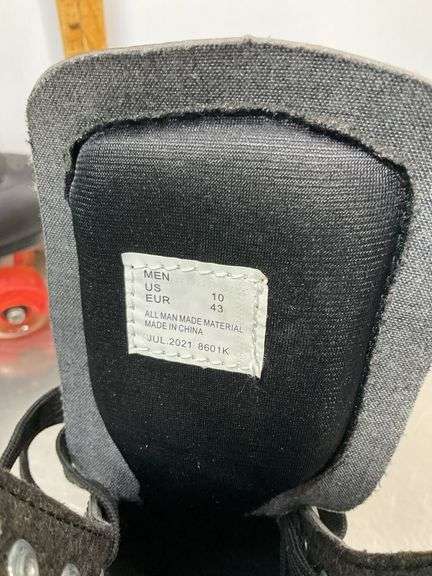 MEN
US 10
EUR 43
ALL MAN MADE MATERIAL
MADE IN CHINA
JUL.2021 8601K